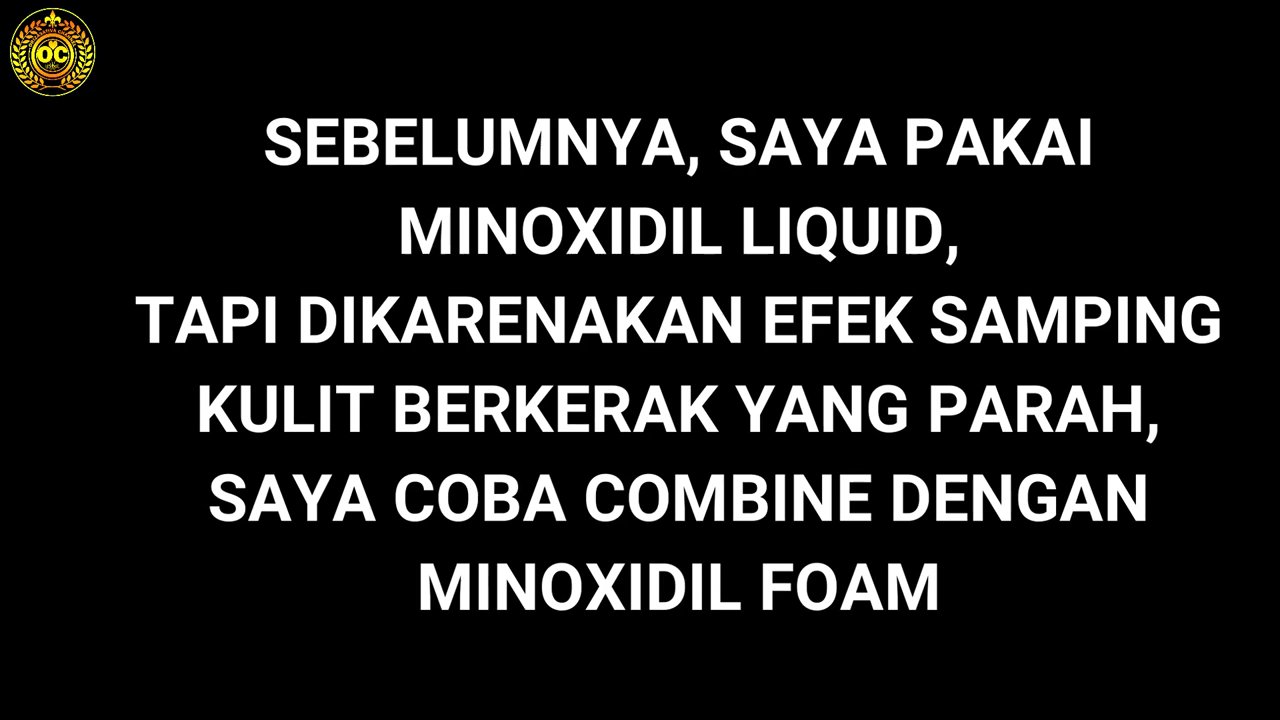 OC
SEBELUMNYA, SAYA PAKAI
MINOXIDIL LIQUID,
TAPI DIKARENAKAN EFEK SAMPING
KULIT BERKERAK YANG PARAH,
SAYA COBA COMBINE DENGAN
MINOXIDIL FOAM